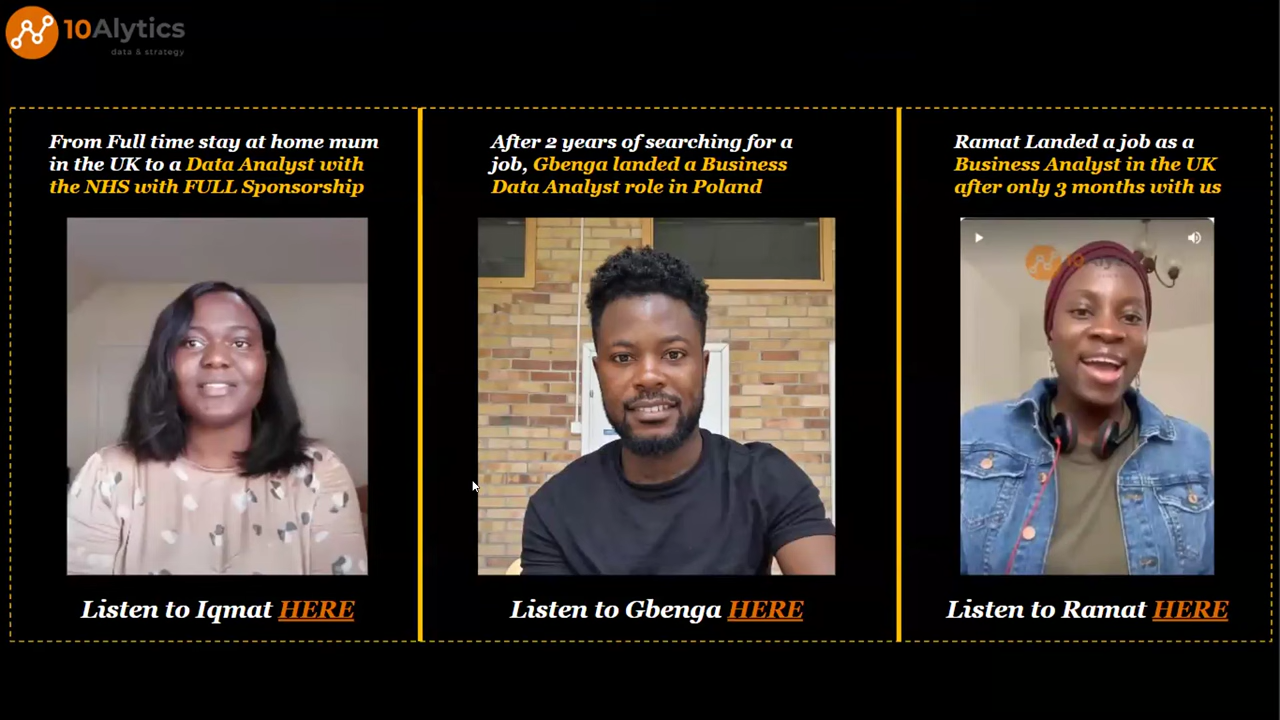 10Alytics
data & strategy
From Full time stay at home mum
in the UK to a Data Analyst with
the NHS with FULL Sponsorship
After 2 years of searching for a
job, Gbenga landed a Business
Data Analyst role in Poland
Ramat Landed a job as a
Business Analyst in the UK
after only 3 months with us
10Alytics
Listen to Iqmat HERE
Listen to Gbenga HERE
Listen to Ramat HERE